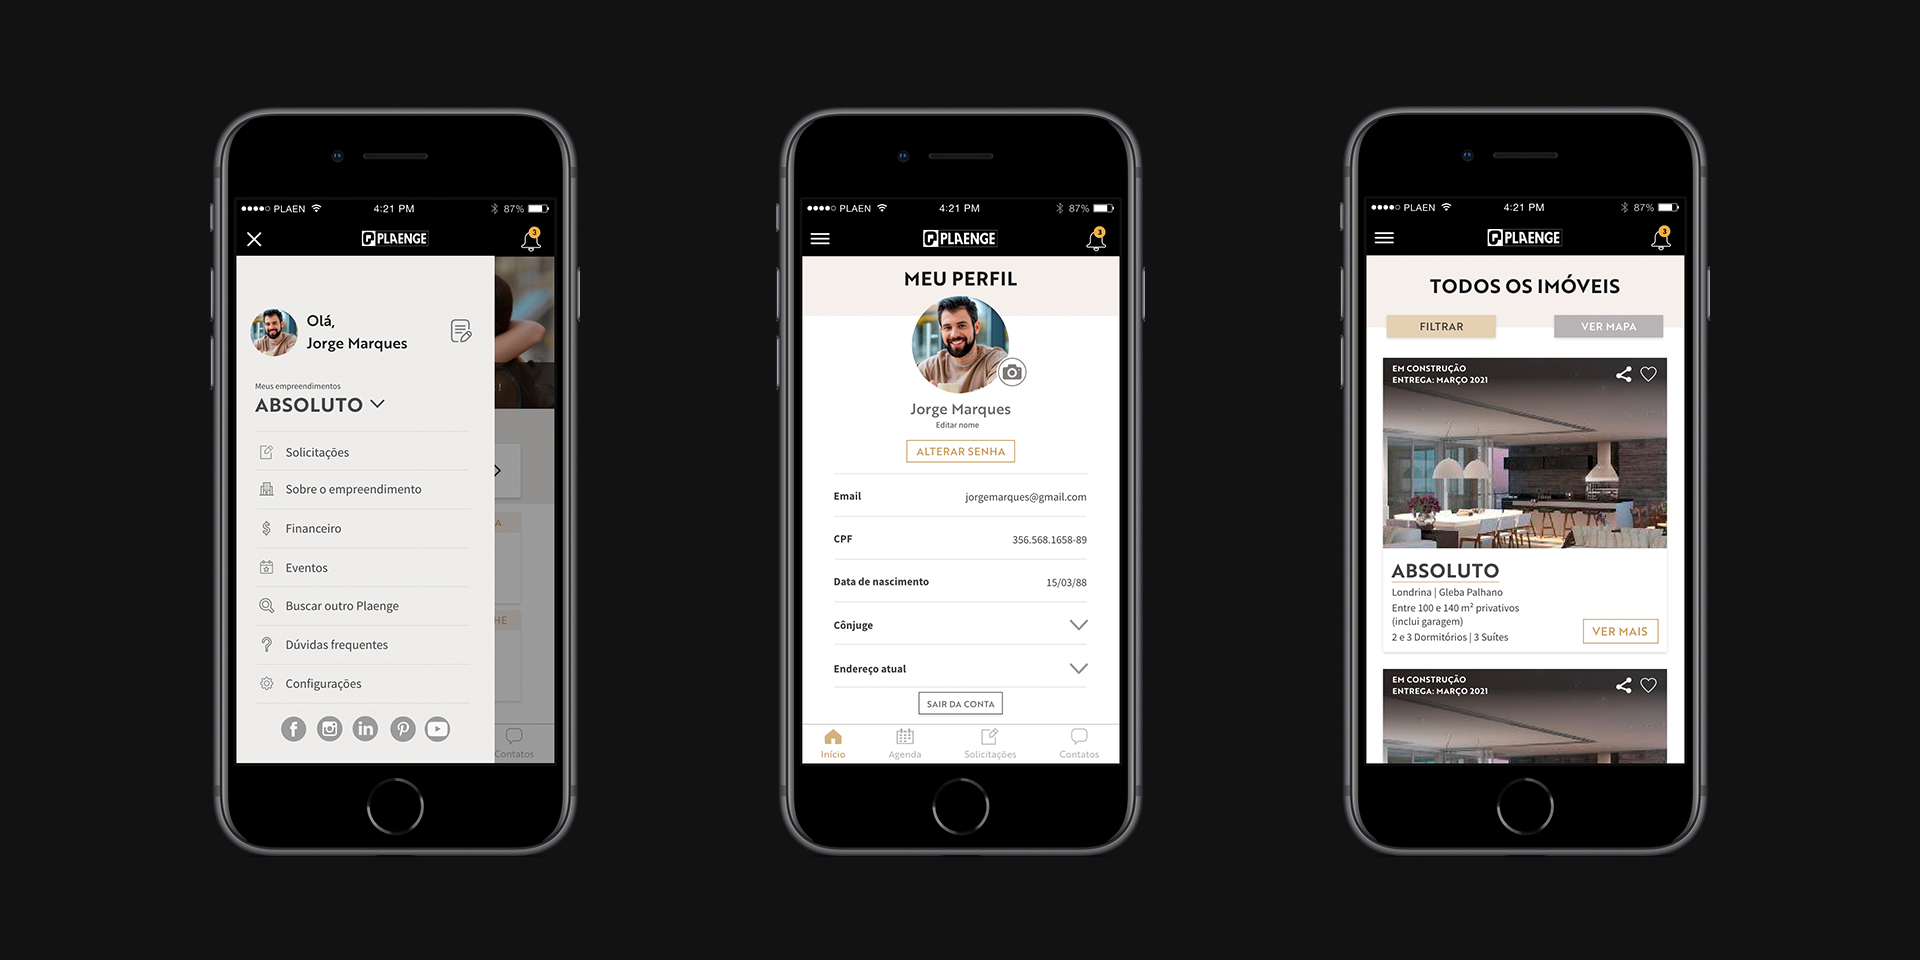 PLAEN
4:21 PM
87%
PLAENGE
3
Olá,
Jorge Marques
Meus empreendimentos
ABSOLUTO
Solicitações
Sobre o empreendimento
Financeiro
Eventos
Buscar outro Plaenge
Dúvidas frequentes
Configurações
!
A
HE
Contatos
PLAEN
4:21 PM
87%
PLAENGE
3
MEU PERFIL
Jorge Marques
Editar nome
ALTERAR SENHA
Email
jorgemarques@gmail.com
CPF
356.568.1658-89
Data de nascimento
15/03/88
Cônjuge
Endereço atual
SAIR DA CONTA
Início
Agenda
Solicitações
Contatos
PLAEN
4:21 PM
87%
PLAENGE
3
TODOS OS IMÓVEIS
FILTRAR
VER MAPA
EM CONSTRUÇÃO
ENTREGA: MARÇO 2021
ABSOLUTO
Londrina | Gleba Palhano
Entre 100 e 140 m² privativos
(inclui garagem)
2 e 3 Dormitórios | 3 Suítes
VER MAIS
EM CONSTRUÇÃO
ENTREGA: MARÇO 2021